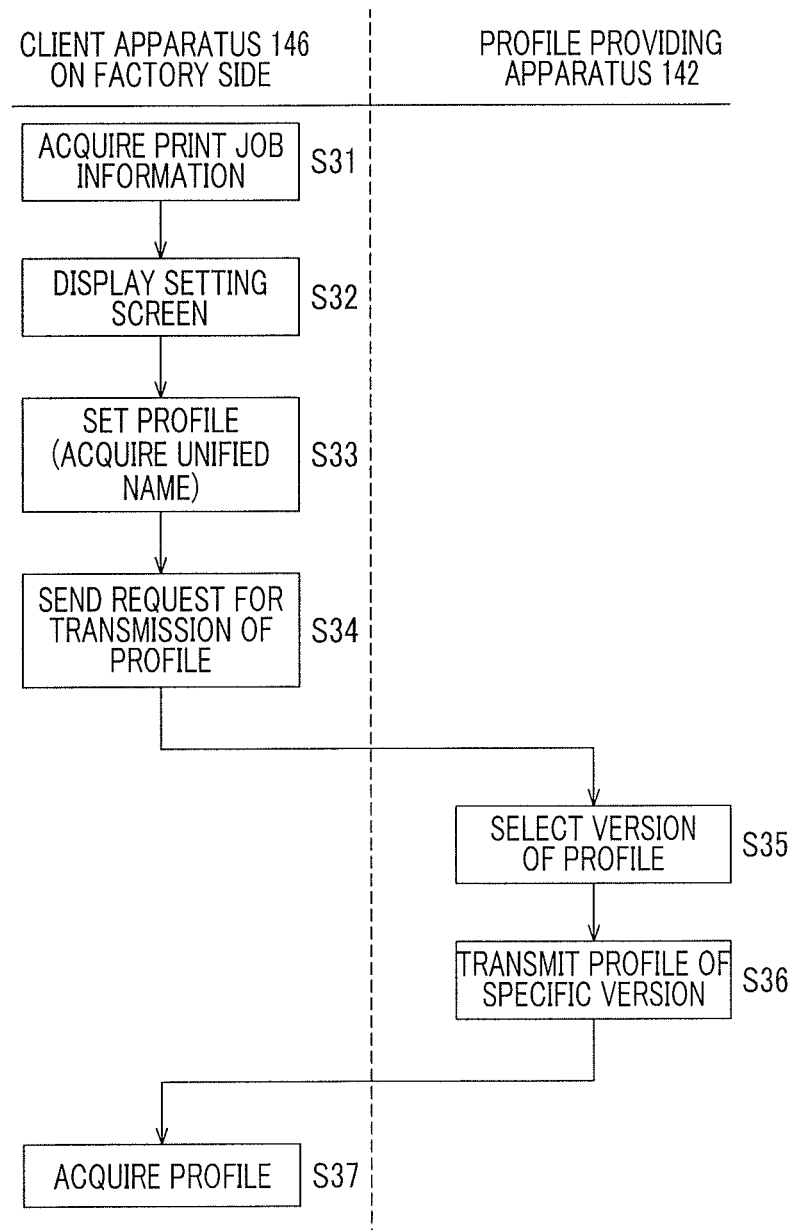 CLIENT APPARATUS 146
ON FACTORY SIDE
PROFILE PROVIDING
APPARATUS 142
ACQUIRE PRINT JOB
INFORMATION
S31
DISPLAY SETTING
SCREEN
S32
SET PROFILE
(ACQUIRE UNIFIED
NAME)
S33
SEND REQUEST FOR
TRANSMISSION OF
PROFILE
S34
SELECT VERSION
OF PROFILE
S35
TRANSMIT PROFILE OF
SPECIFIC VERSION
S36
ACQUIRE PROFILE
S37